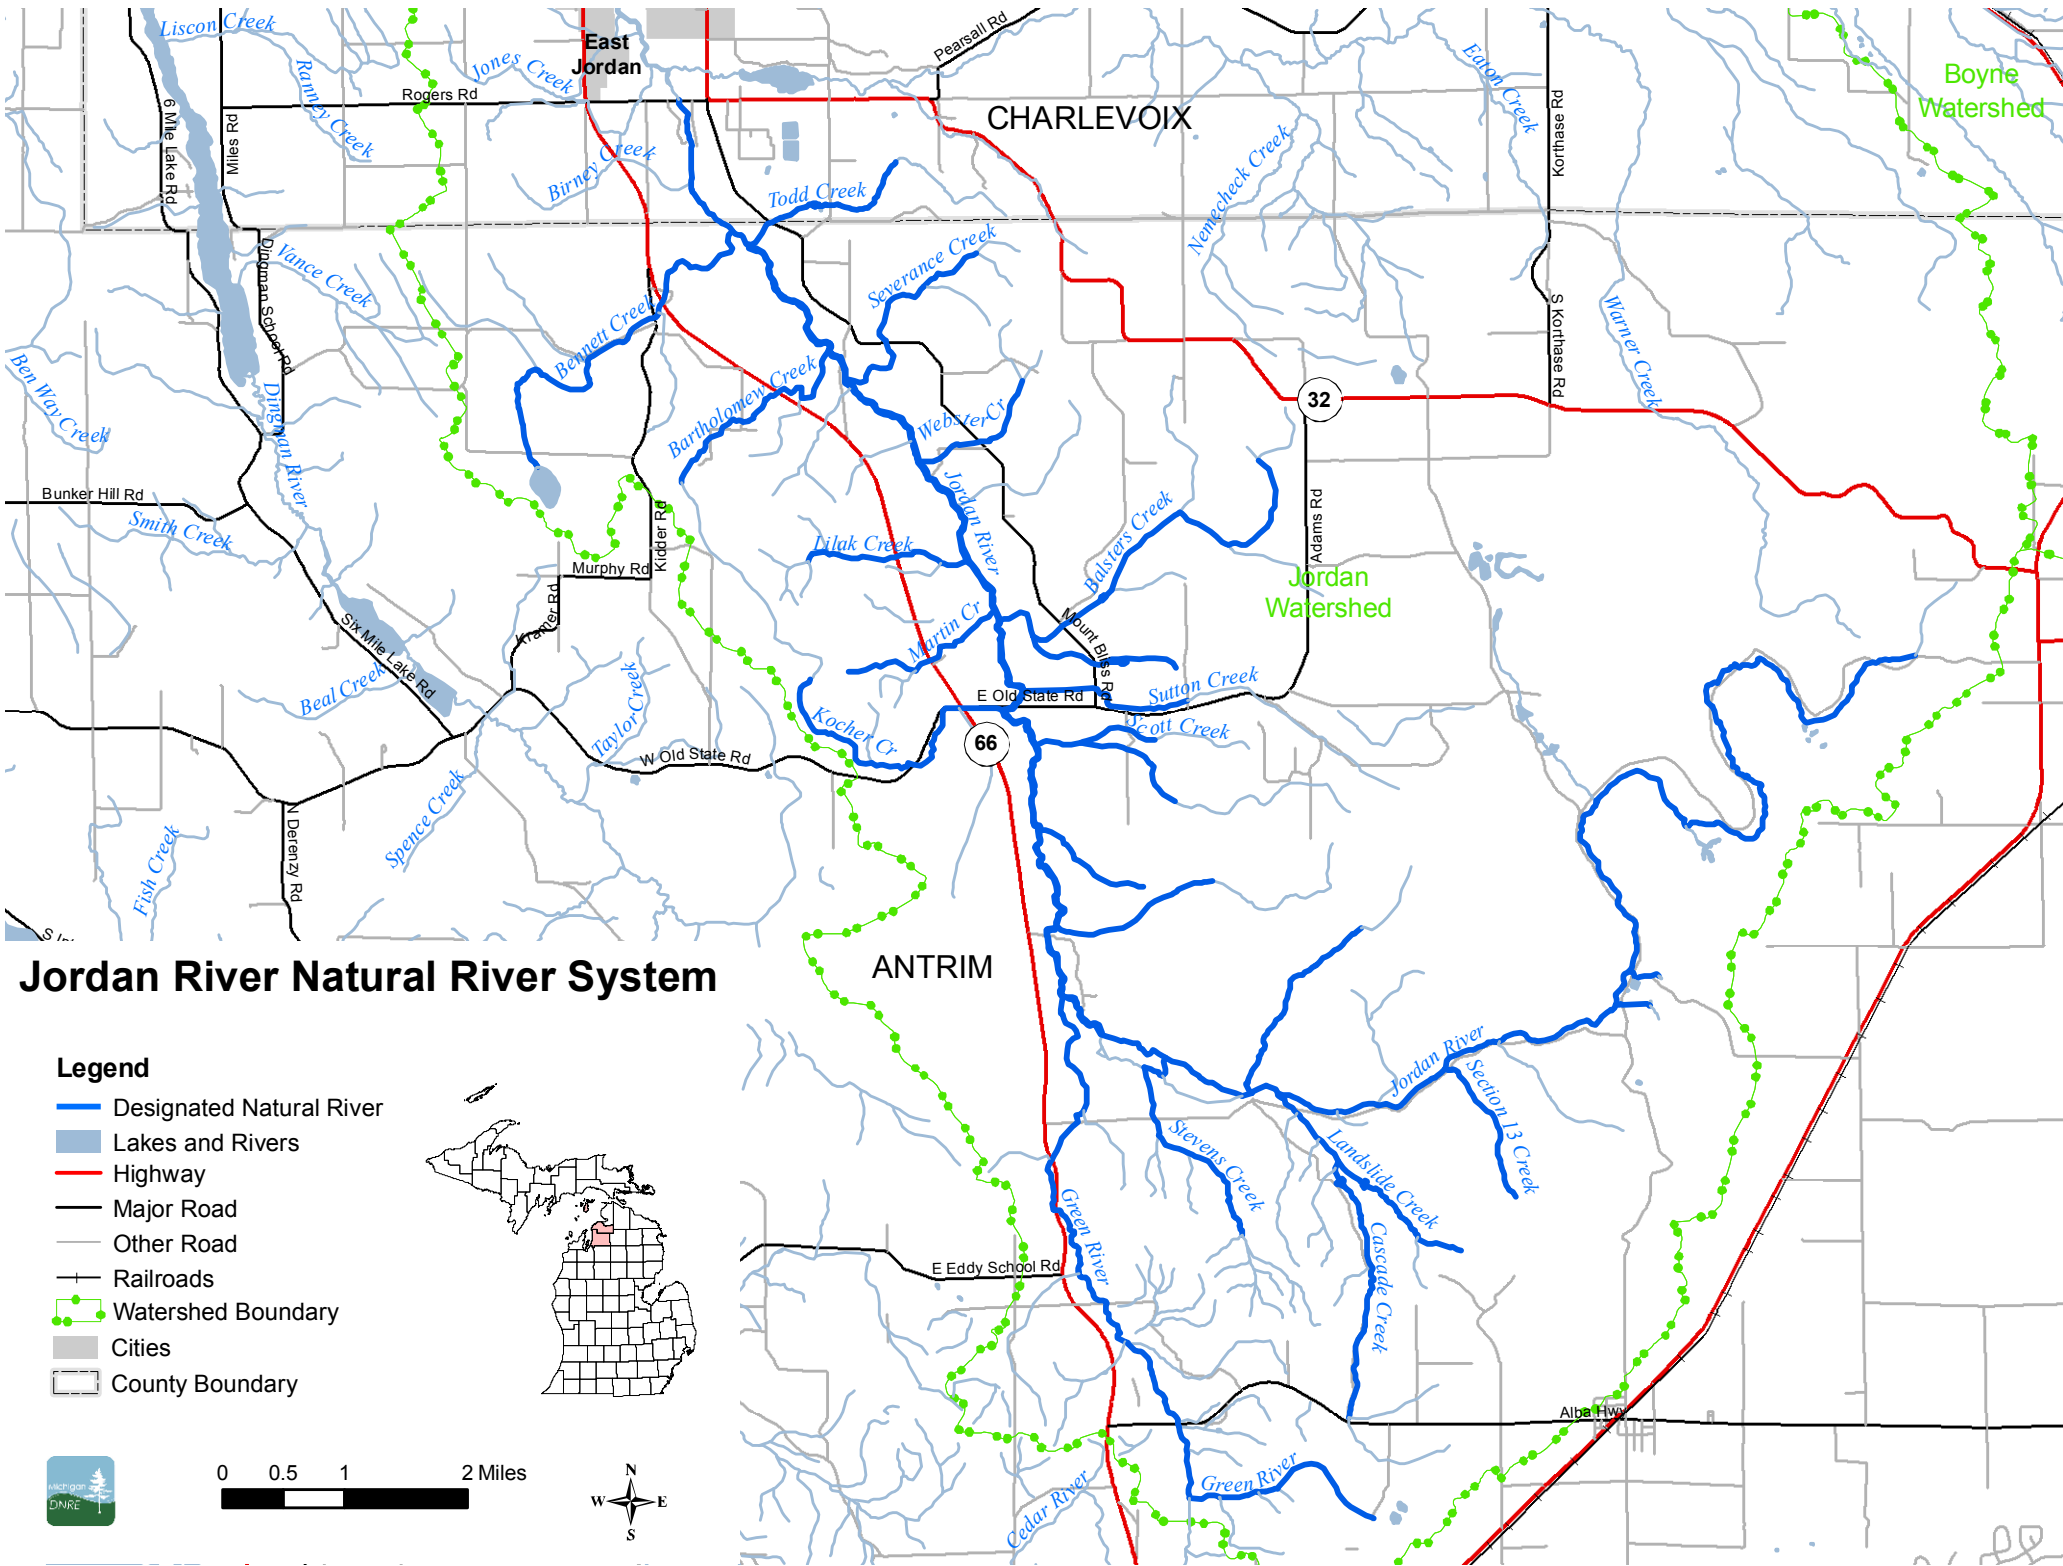 Liscon Creek
East
Jordan
Pearsall Rd
Eaton Creek
Boyne
Watershed
Ranney Creek
Jones Creek
Rogers Rd
6 Mile Lake Rd
Miles Rd
CHARLEVOIX
Korthase Rd
Birney Creek
Todd Creek
Nemecheck Creek
Dingman School Rd
Vance Creek
Severance Creek
Bennett Creek
S Korthase Rd
Warner Creek
Ben Way Creek
Dingman River
Bartholomew Creek
Webster Cr
32
Bunker Hill Rd
Smith Creek
Kidder Rd
Jordan River
Balsters Creek
Adams Rd
Lilak Creek
Murphy Rd
Kramer Rd
Jordan
Watershed
Six Mile Lake Rd
Martin Cr
Mount Bliss Rd
Beal Creek
Taylor Creek
E Old State Rd
Sutton Creek
Kocher Cr
Scott Creek
66
W Old State Rd
Spence Creek
N Derenzy Rd
Fish Creek
ANTRIM
Jordan River Natural River System
Jordan River
Section 13 Creek
Stevens Creek
Landslide Creek
Cascade Creek
Green River
E Eddy School Rd
Alba Hwy
Green River
Cedar River
Legend
Designated Natural River
Lakes and Rivers
Highway
Major Road
Other Road
Railroads
Watershed Boundary
Cities
County Boundary
Michigan
DNRE
0 0.5 1 2 Miles
N
W E
S